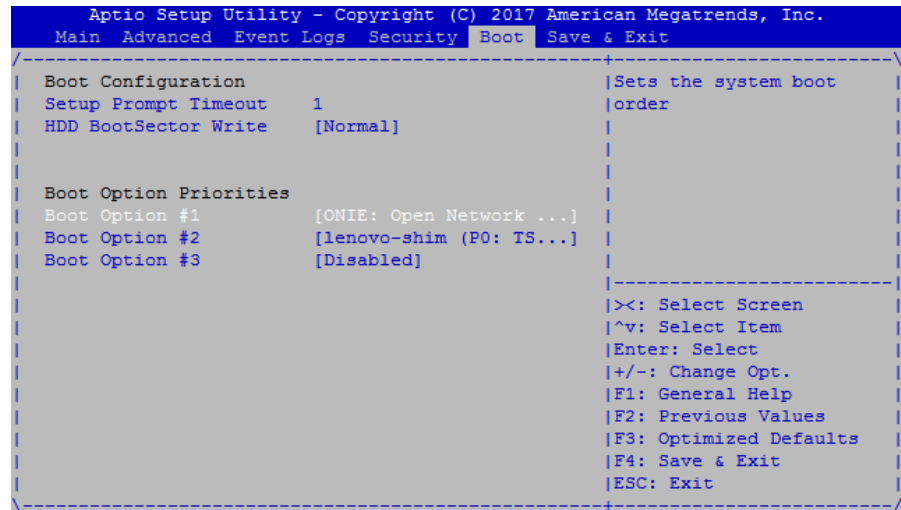 Aptio Setup Utility - Copyright (C) 2017 American Megatrends, Inc.
Main Advanced Event Logs Security Boot Save & Exit
/----------------------------------------------------+-------------------------\
| Boot Configuration |Sets the system boot |
| Setup Prompt Timeout 1 |order |
| HDD BootSector Write [Normal] | |
| | |
| | |
| Boot Option Priorities | |
| Boot Option #1 [ONIE: Open Network ...] | |
| Boot Option #2 [lenovo-shim (P0: TS...] | |
| Boot Option #3 [Disabled] | |
| |-------------------------|
| |><: Select Screen |
| |^v: Select Item |
| |Enter: Select |
| |+/-: Change Opt. |
| |F1: General Help |
| |F2: Previous Values |
| |F3: Optimized Defaults |
| |F4: Save & Exit |
| |ESC: Exit |
\----------------------------------------------------+-------------------------/